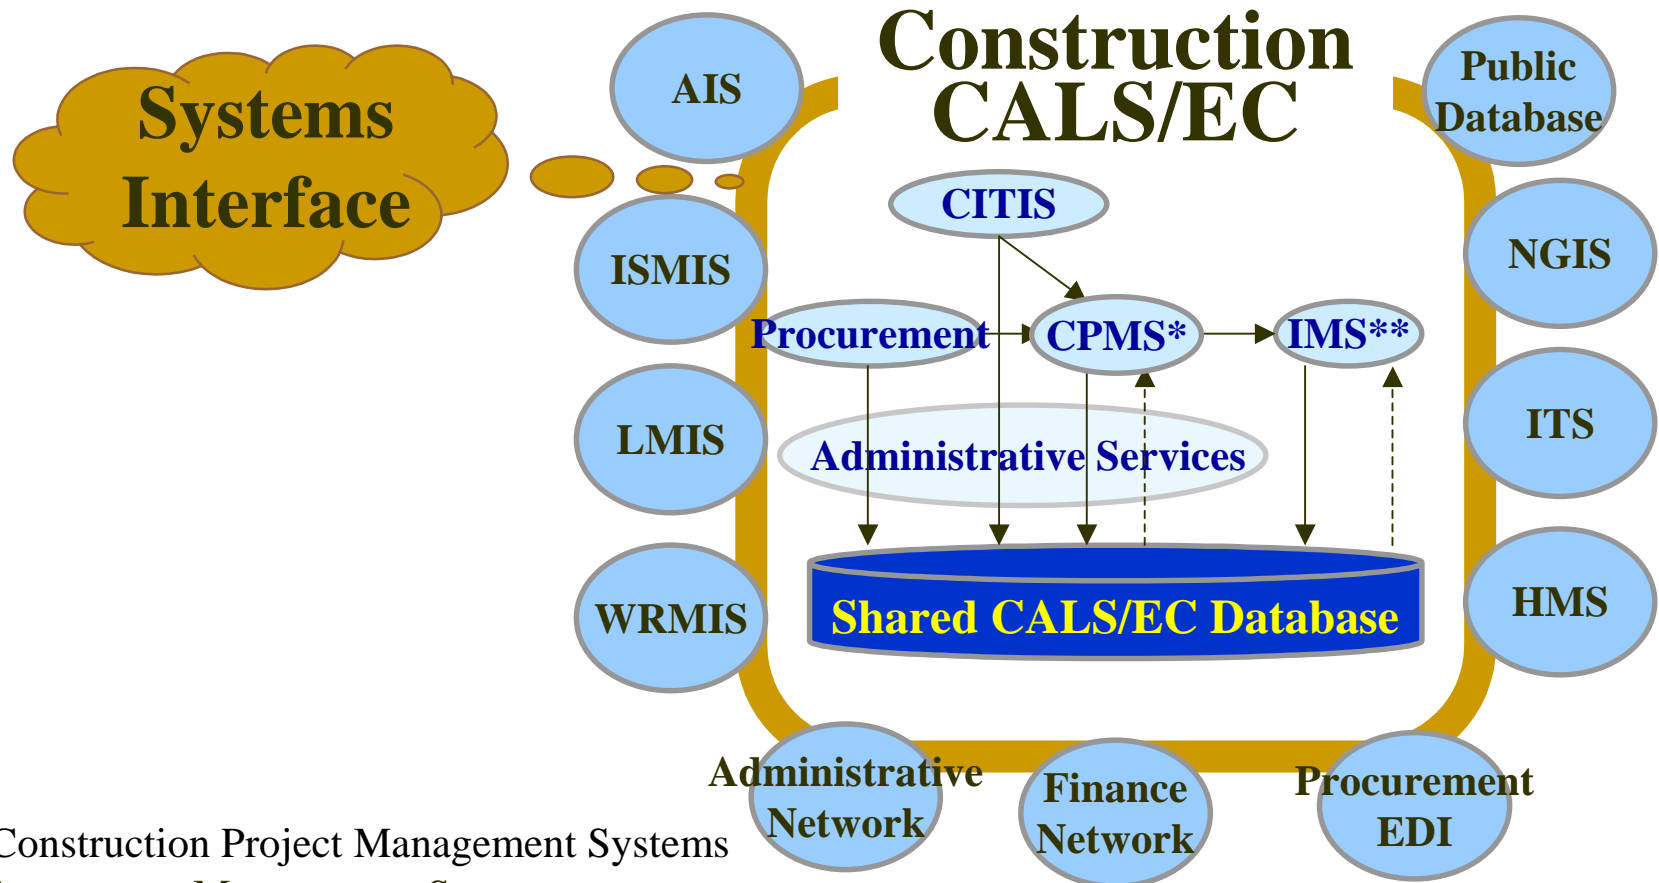 Construction
CALS/EC
Systems
Interface
AIS
Public
Database
CITIS
ISMIS
NGIS
Procurement
CPMS*
IMS**
LMIS
ITS
Administrative Services
WRMIS
Shared CALS/EC Database
HMS
Administrative
Network
Finance
Network
Procurement
EDI
Construction Project Management Systems